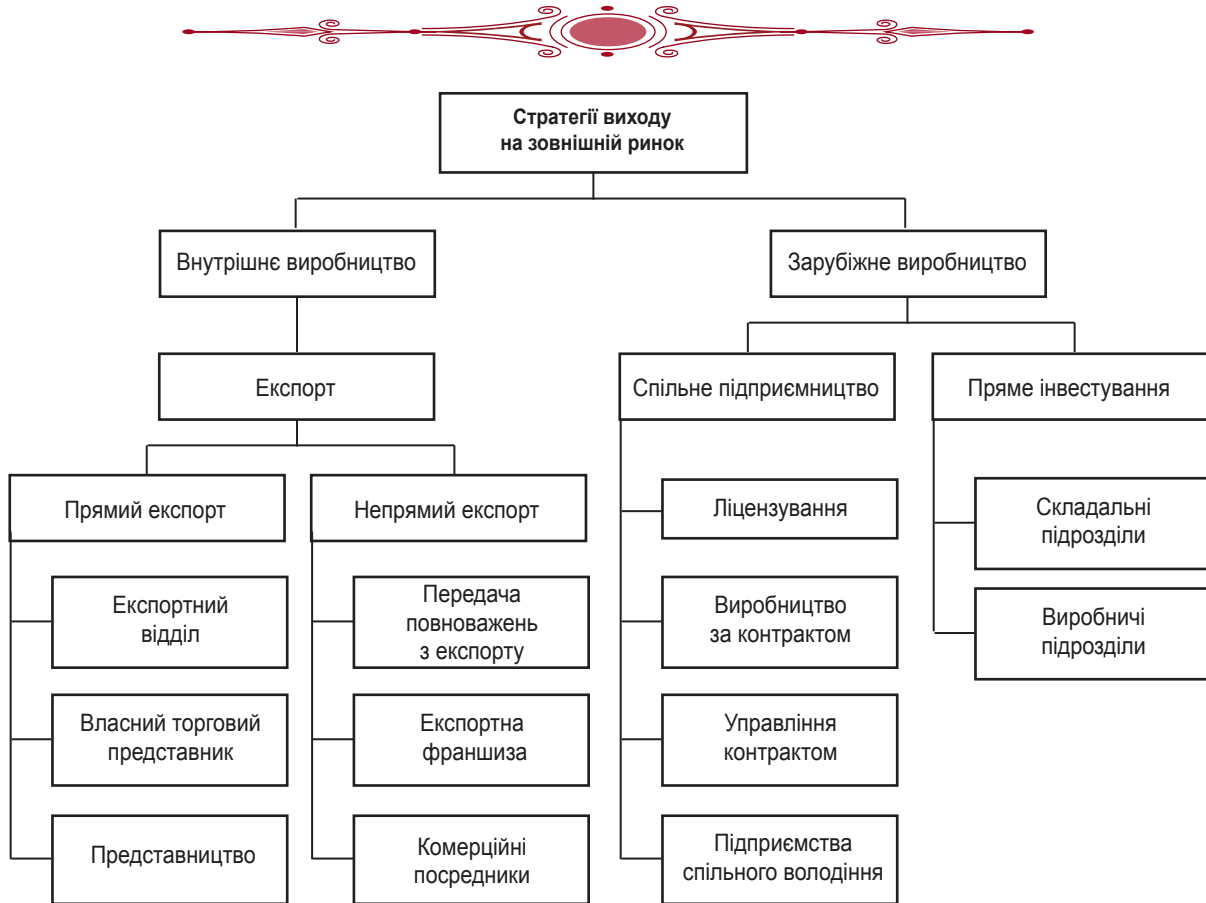 Стратегії виходу
на зовнішній ринок
Внутрішнє виробництво
Зарубіжне виробництво
Експорт
Спільне підприємництво
Пряме інвестування
Прямий експорт
Непрямий експорт
Ліцензування
Складальні
підрозділи
Експортний
відділ
Передача
повноважень
з експорту
Виробництво
за контрактом
Виробничі
підрозділи
Власний торговий
представник
Експортна
франшиза
Управління
контрактом
Представництво
Комерційні
посредники
Підприємства
спільного володіння